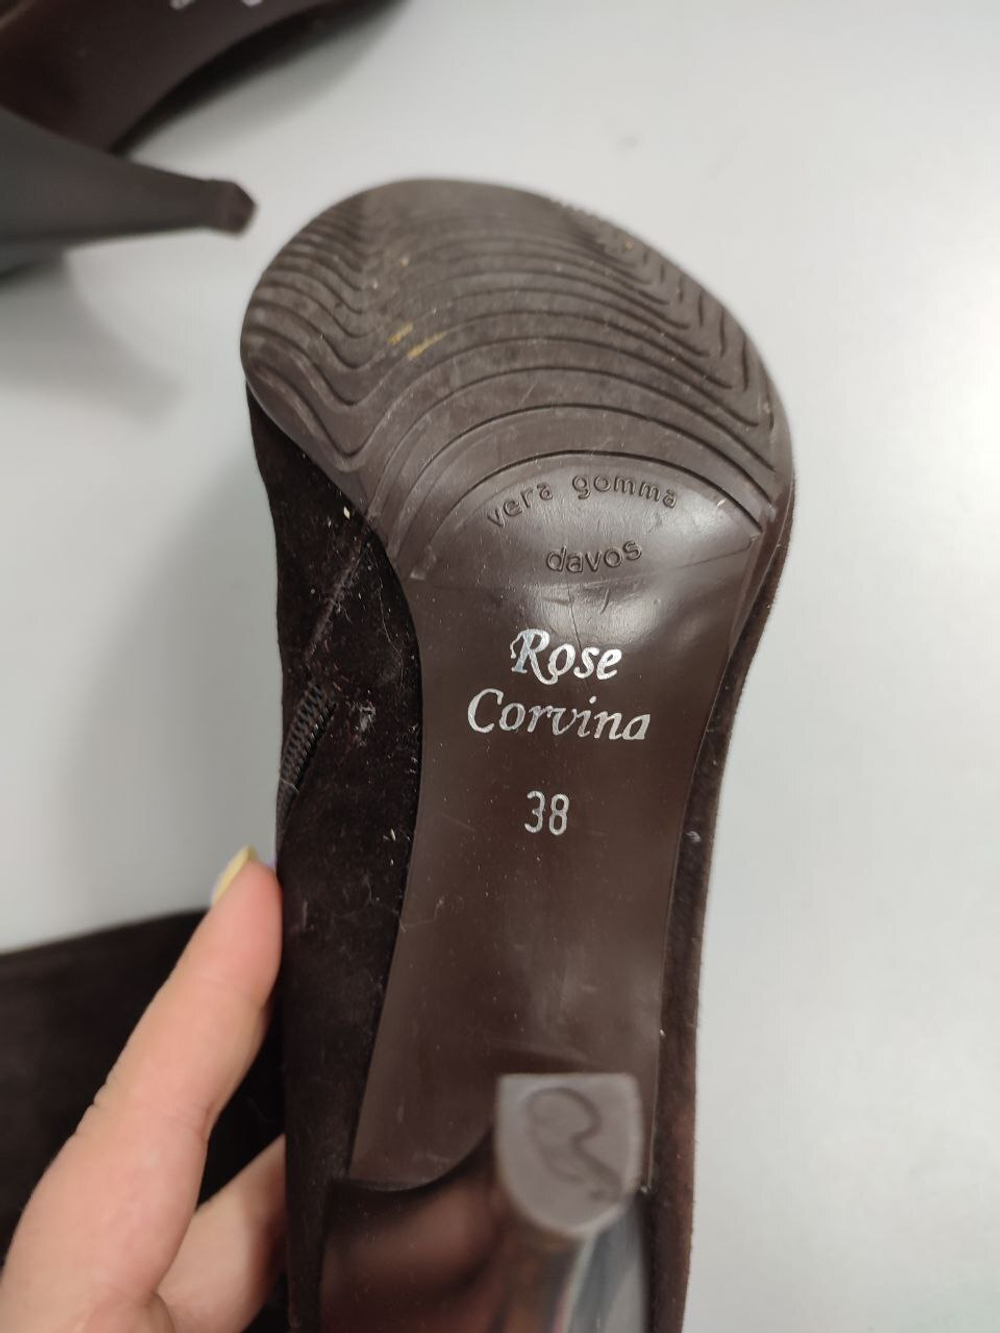 vera gomma
davos
Rose
Corvina
38